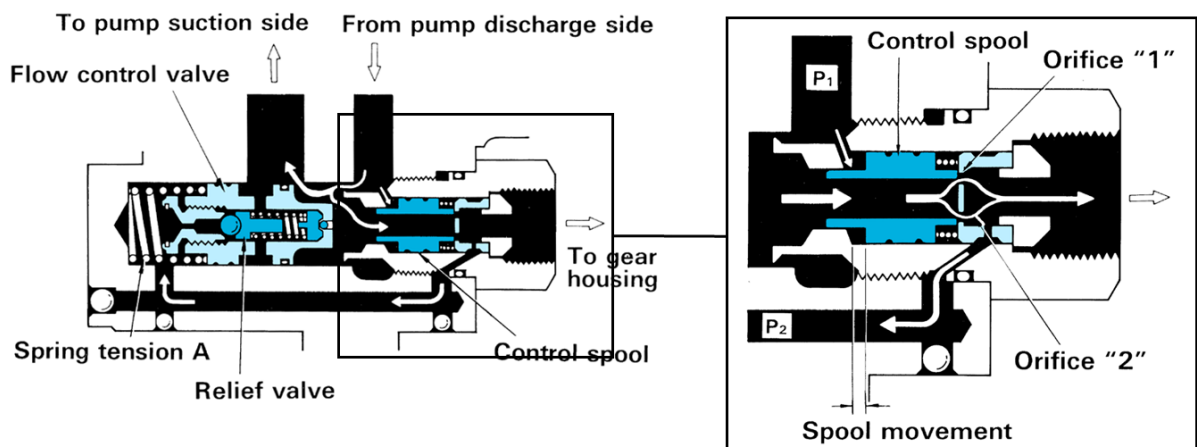 To pump suction side
From pump discharge side
Flow control valve
To gear
housing
Spring tension A
Relief valve
Control spool
Control spool
Orifice “1”
P1
P2
Orifice “2”
Spool movement